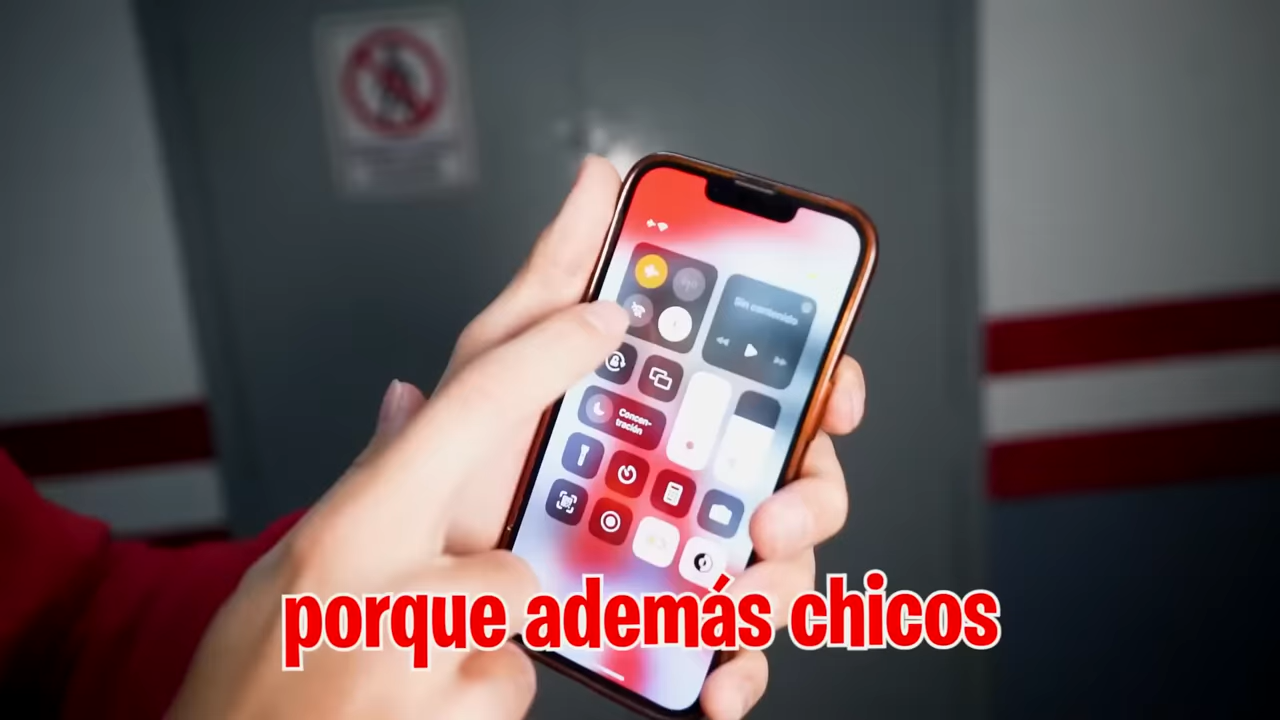 Sin contenido
Concen-
tración
porque además chicos